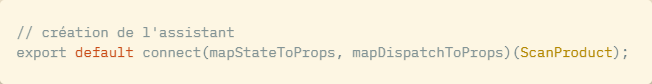 // création de l'assistant
export default connect(mapStateToProps, mapDispatchToProps)(ScanProduct);